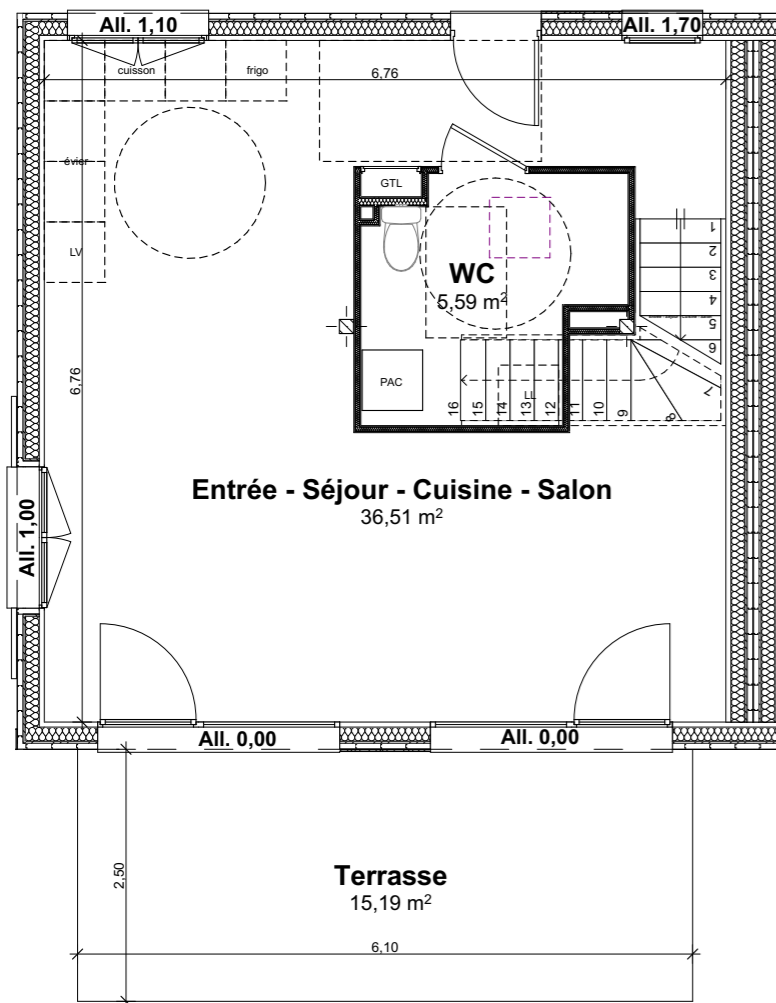 All. 1,10
All. 1,70
cuisson
frigo
6,76
évier
GTL
LV
WC
5,59 m²
1
2
3
4
5
6
7
8
9
10
11
12
13
14
15
16
LL
PAC
6,76
Entrée - Séjour - Cuisine - Salon
36,51 m²
All. 1,00
All. 0,00
All. 0,00
2,50
Terrasse
15,19 m²
6,10